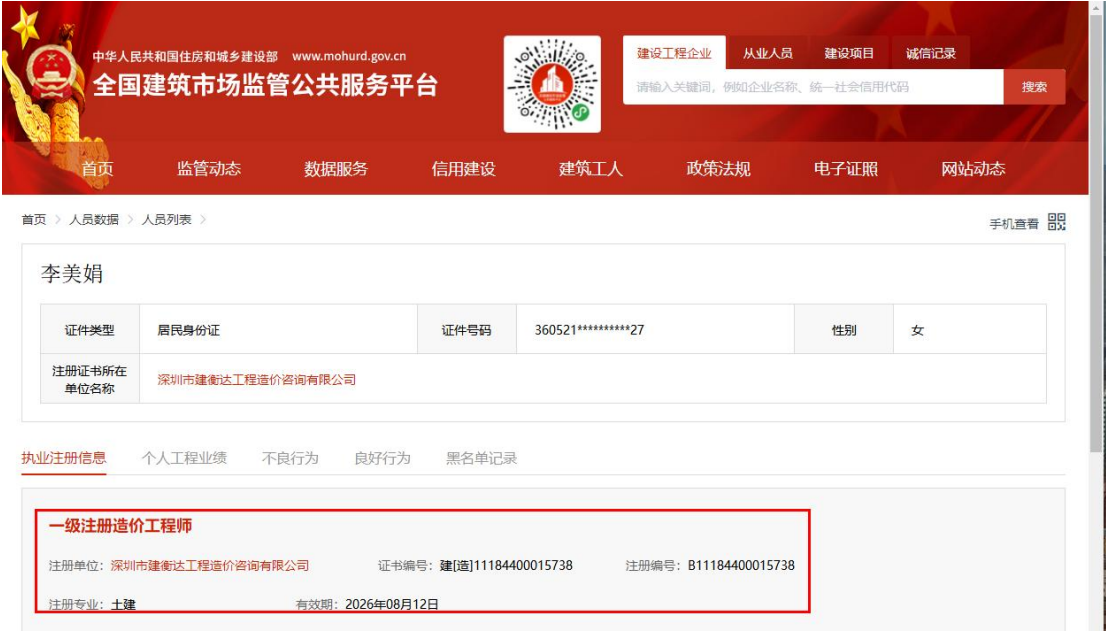 中华人民共和国住房和城乡建设部 www.mohurd.gov.cn
全国建筑市场监管公共服务平台
建设工程企业 从业人员 建设项目 诚信记录
请输入关键词，例如企业名称、统一社会信用代码 搜索
首页 监管动态 数据服务 信用建设 建筑工人 政策法规 电子证照 网站动态
首页 > 人员数据 > 人员列表 >
手机查看
李美娟
证件类型 居民身份证 证件号码 360521**********27 性别 女
注册证书所在
单位名称
深圳市建衡达工程造价咨询有限公司
执业注册信息 个人工程业绩 不良行为 良好行为 黑名单记录
一级注册造价工程师
注册单位：深圳市建衡达工程造价咨询有限公司 证书编号：建[造]11184400015738 注册编号：B11184400015738
注册专业：土建 有效期：2026年08月12日